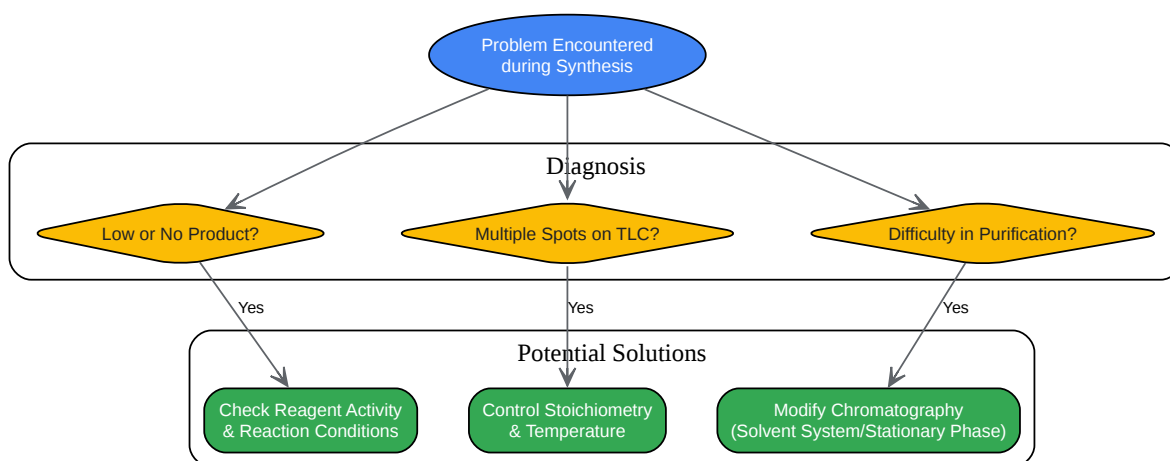 Problem Encountered
during Synthesis
Diagnosis
Low or No Product?
Multiple Spots on TLC?
Difficulty in Purification?
Yes
Yes
Yes
Potential Solutions
Check Reagent Activity
& Reaction Conditions
Control Stoichiometry
& Temperature
Modify Chromatography
(Solvent System/Stationary Phase)